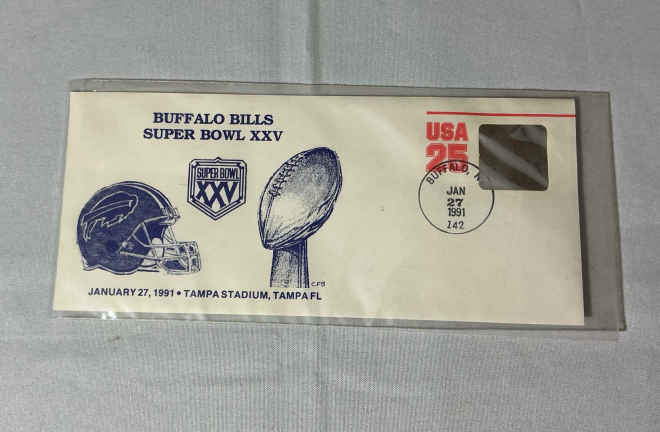 BUFFALO BILLS
SUPER BOWL XXV
SUPER BOWL
XXV
C.F.B
JANUARY 27, 1991 • TAMPA STADIUM, TAMPA FL
USA
25
BUFFALO, N
JAN
27
1991
142